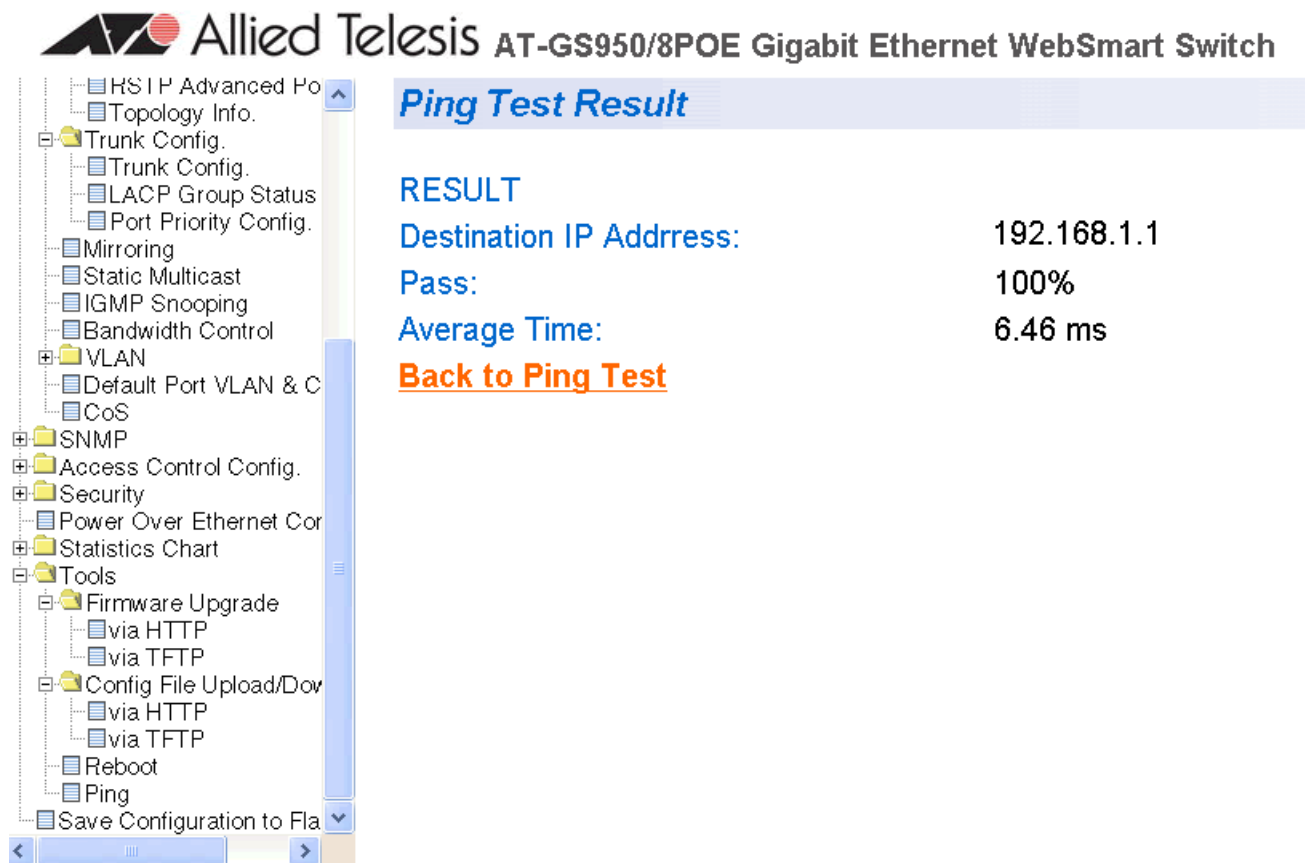 Allied Telesis AT-GS950/8POE Gigabit Ethernet WebSmart Switch
RSTP Advanced Po
Topology Info.
Trunk Config.
Trunk Config.
LACP Group Status
Port Priority Config.
Mirroring
Static Multicast
IGMP Snooping
Bandwidth Control
VLAN
Default Port VLAN & C
CoS
SNMP
Access Control Config.
Security
Power Over Ethernet Cor
Statistics Chart
Tools
Firmware Upgrade
via HTTP
via TFTP
Config File Upload/Dow
via HTTP
via TFTP
Reboot
Ping
Save Configuration to Fla
Ping Test Result
RESULT
Destination IP Addrress: 192.168.1.1
Pass: 100%
Average Time: 6.46 ms
Back to Ping Test